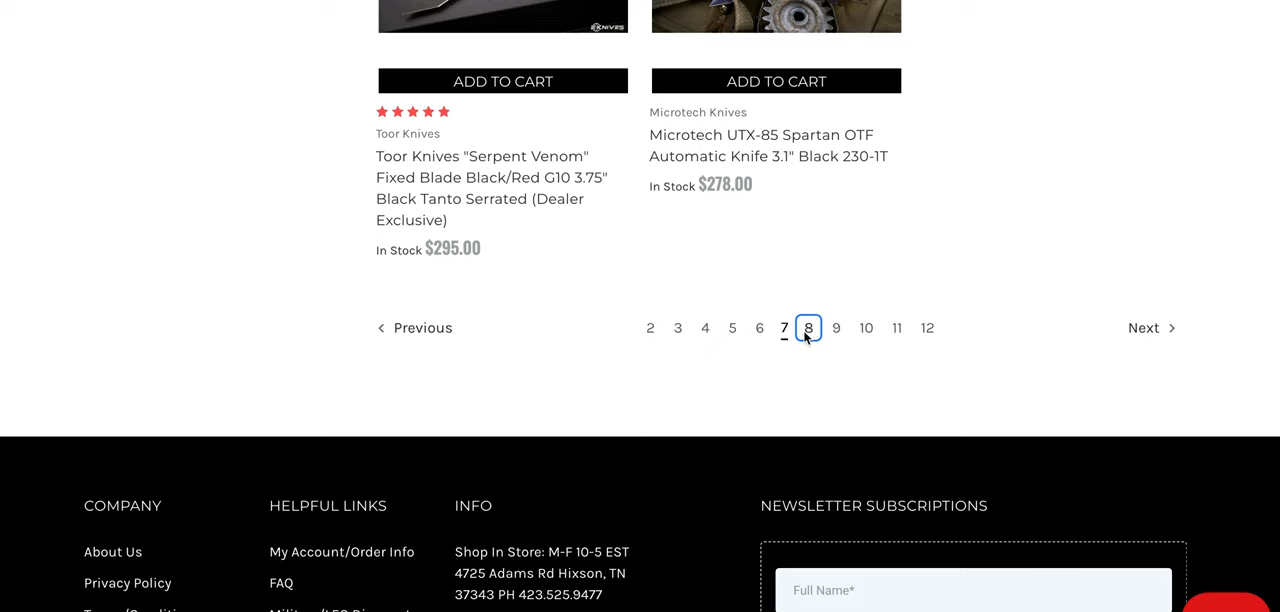 KNIVES
ADD TO CART
ADD TO CART
Toor Knives
Toor Knives "Serpent Venom"
Fixed Blade Black/Red G10 3.75"
Black Tanto Serrated (Dealer
Exclusive)
In Stock $295.00
Microtech Knives
Microtech UTX-85 Spartan OTF
Automatic Knife 3.1" Black 230-1T
In Stock $278.00
Previous 2 3 4 5 6 7 8 9 10 11 12 Next
COMPANY
About Us
Privacy Policy
HELPFUL LINKS
My Account/Order Info
FAQ
INFO
Shop In Store: M-F 10-5 EST
4725 Adams Rd Hixson, TN
37343 PH 423.525.9477
NEWSLETTER SUBSCRIPTIONS
Full Name*